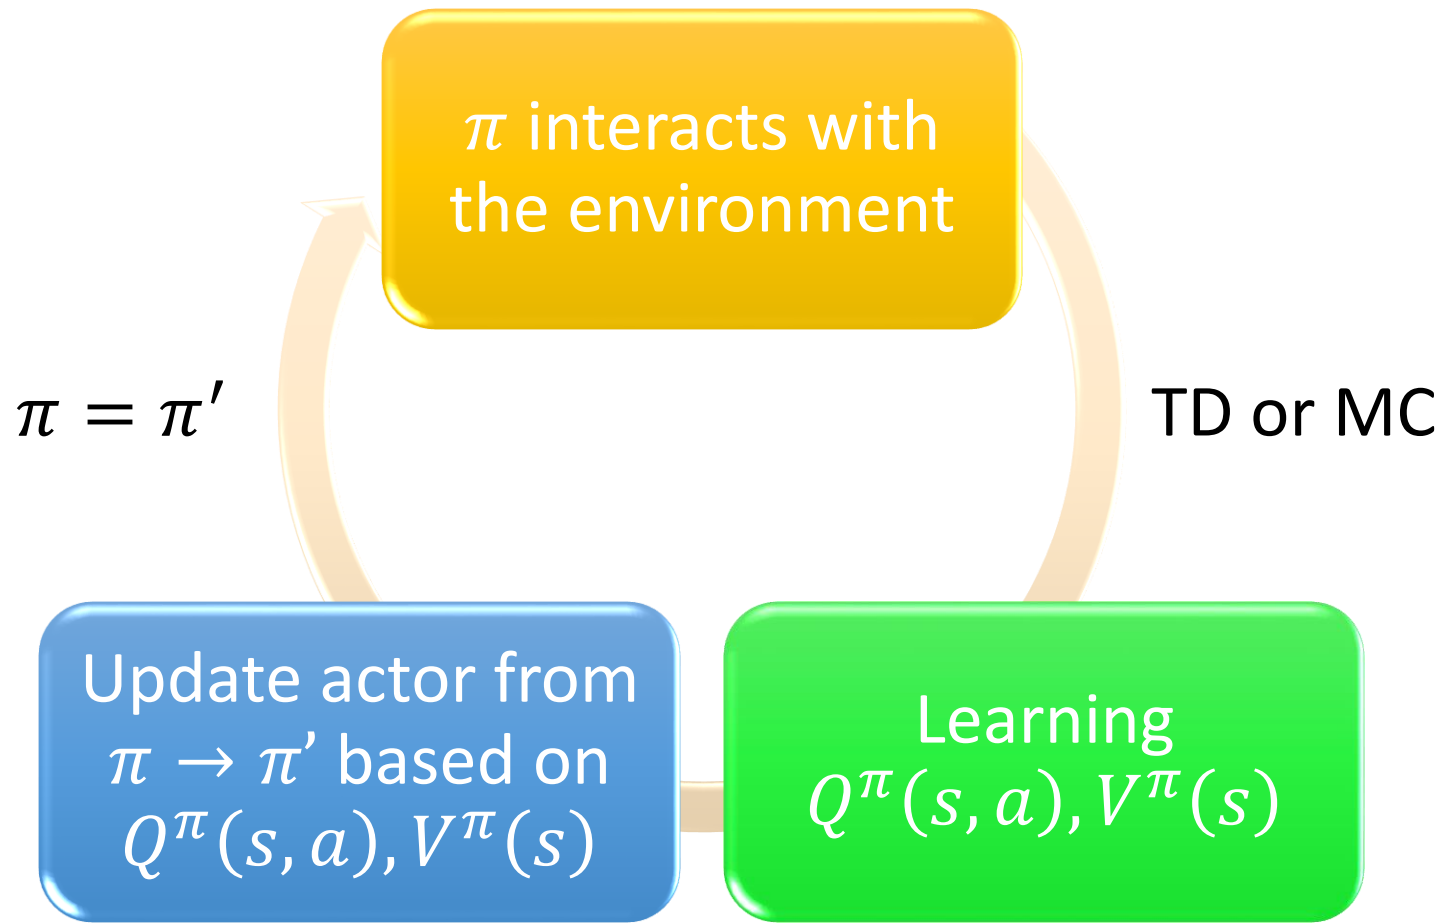 π interacts with
the environment
π = π′
TD or MC
Update actor from
π → π’ based on
Q^π(s, a), V^π(s)
Learning
Q^π(s, a), V^π(s)